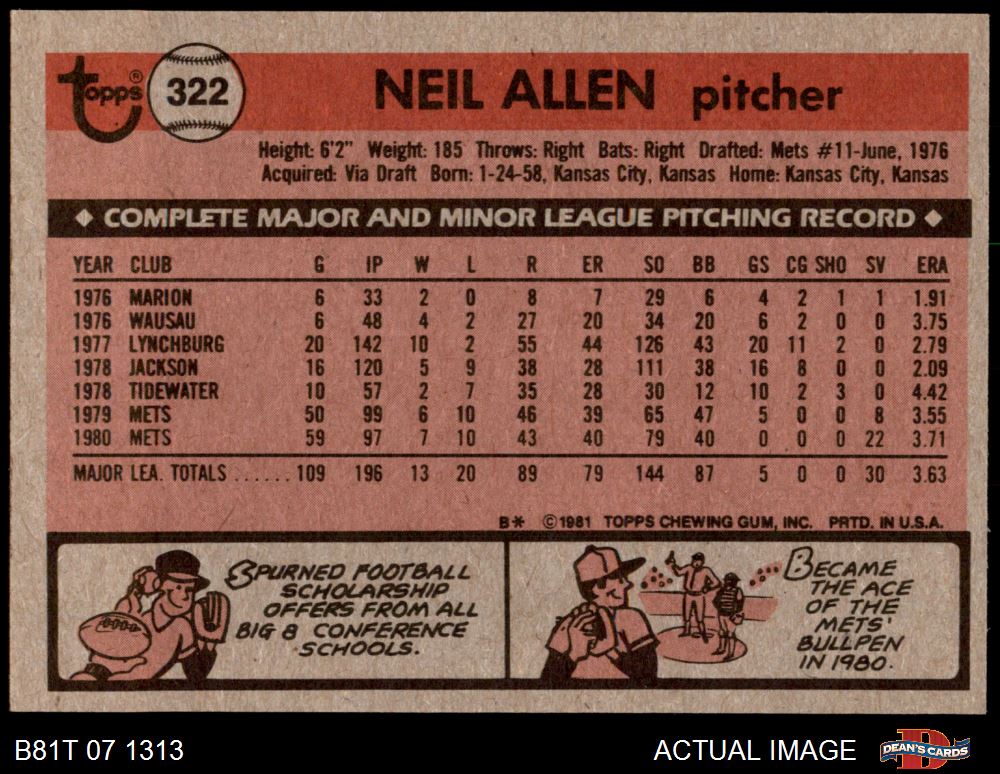 topps®
322
NEIL ALLEN pitcher
Height: 6'2" Weight: 185 Throws: Right Bats: Right Drafted: Mets #11-June, 1976
Acquired: Via Draft Born: 1-24-58, Kansas City, Kansas Home: Kansas City, Kansas
◆ COMPLETE MAJOR AND MINOR LEAGUE PITCHING RECORD ◆
YEAR CLUB G IP W L R ER SO BB GS CG SHO SV ERA
1976 MARION 6 33 2 0 8 7 29 6 4 2 1 1 1.91
1976 WAUSAU 6 48 4 2 27 20 34 20 6 2 0 0 3.75
1977 LYNCHBURG 20 142 10 2 55 44 126 43 20 11 2 0 2.79
1978 JACKSON 16 120 5 9 38 28 111 38 16 8 0 0 2.09
1978 TIDEWATER 10 57 2 7 35 28 30 12 10 2 3 0 4.42
1979 METS 50 99 6 10 46 39 65 47 5 0 0 8 3.55
1980 METS 59 97 7 10 43 40 79 40 0 0 0 22 3.71
MAJOR LEA. TOTALS ...... 109 196 13 20 89 79 144 87 5 0 0 30 3.63
B* ©1981 TOPPS CHEWING GUM, INC. PRTD. IN U.S.A.
SPURNED FOOTBALL
SCHOLARSHIP
OFFERS FROM ALL
BIG 8 CONFERENCE
SCHOOLS.
BECAME
THE ACE
OF THE
METS'
BULLPEN
IN 1980.
B81T 07 1313
ACTUAL IMAGE
DEAN'S CARDS